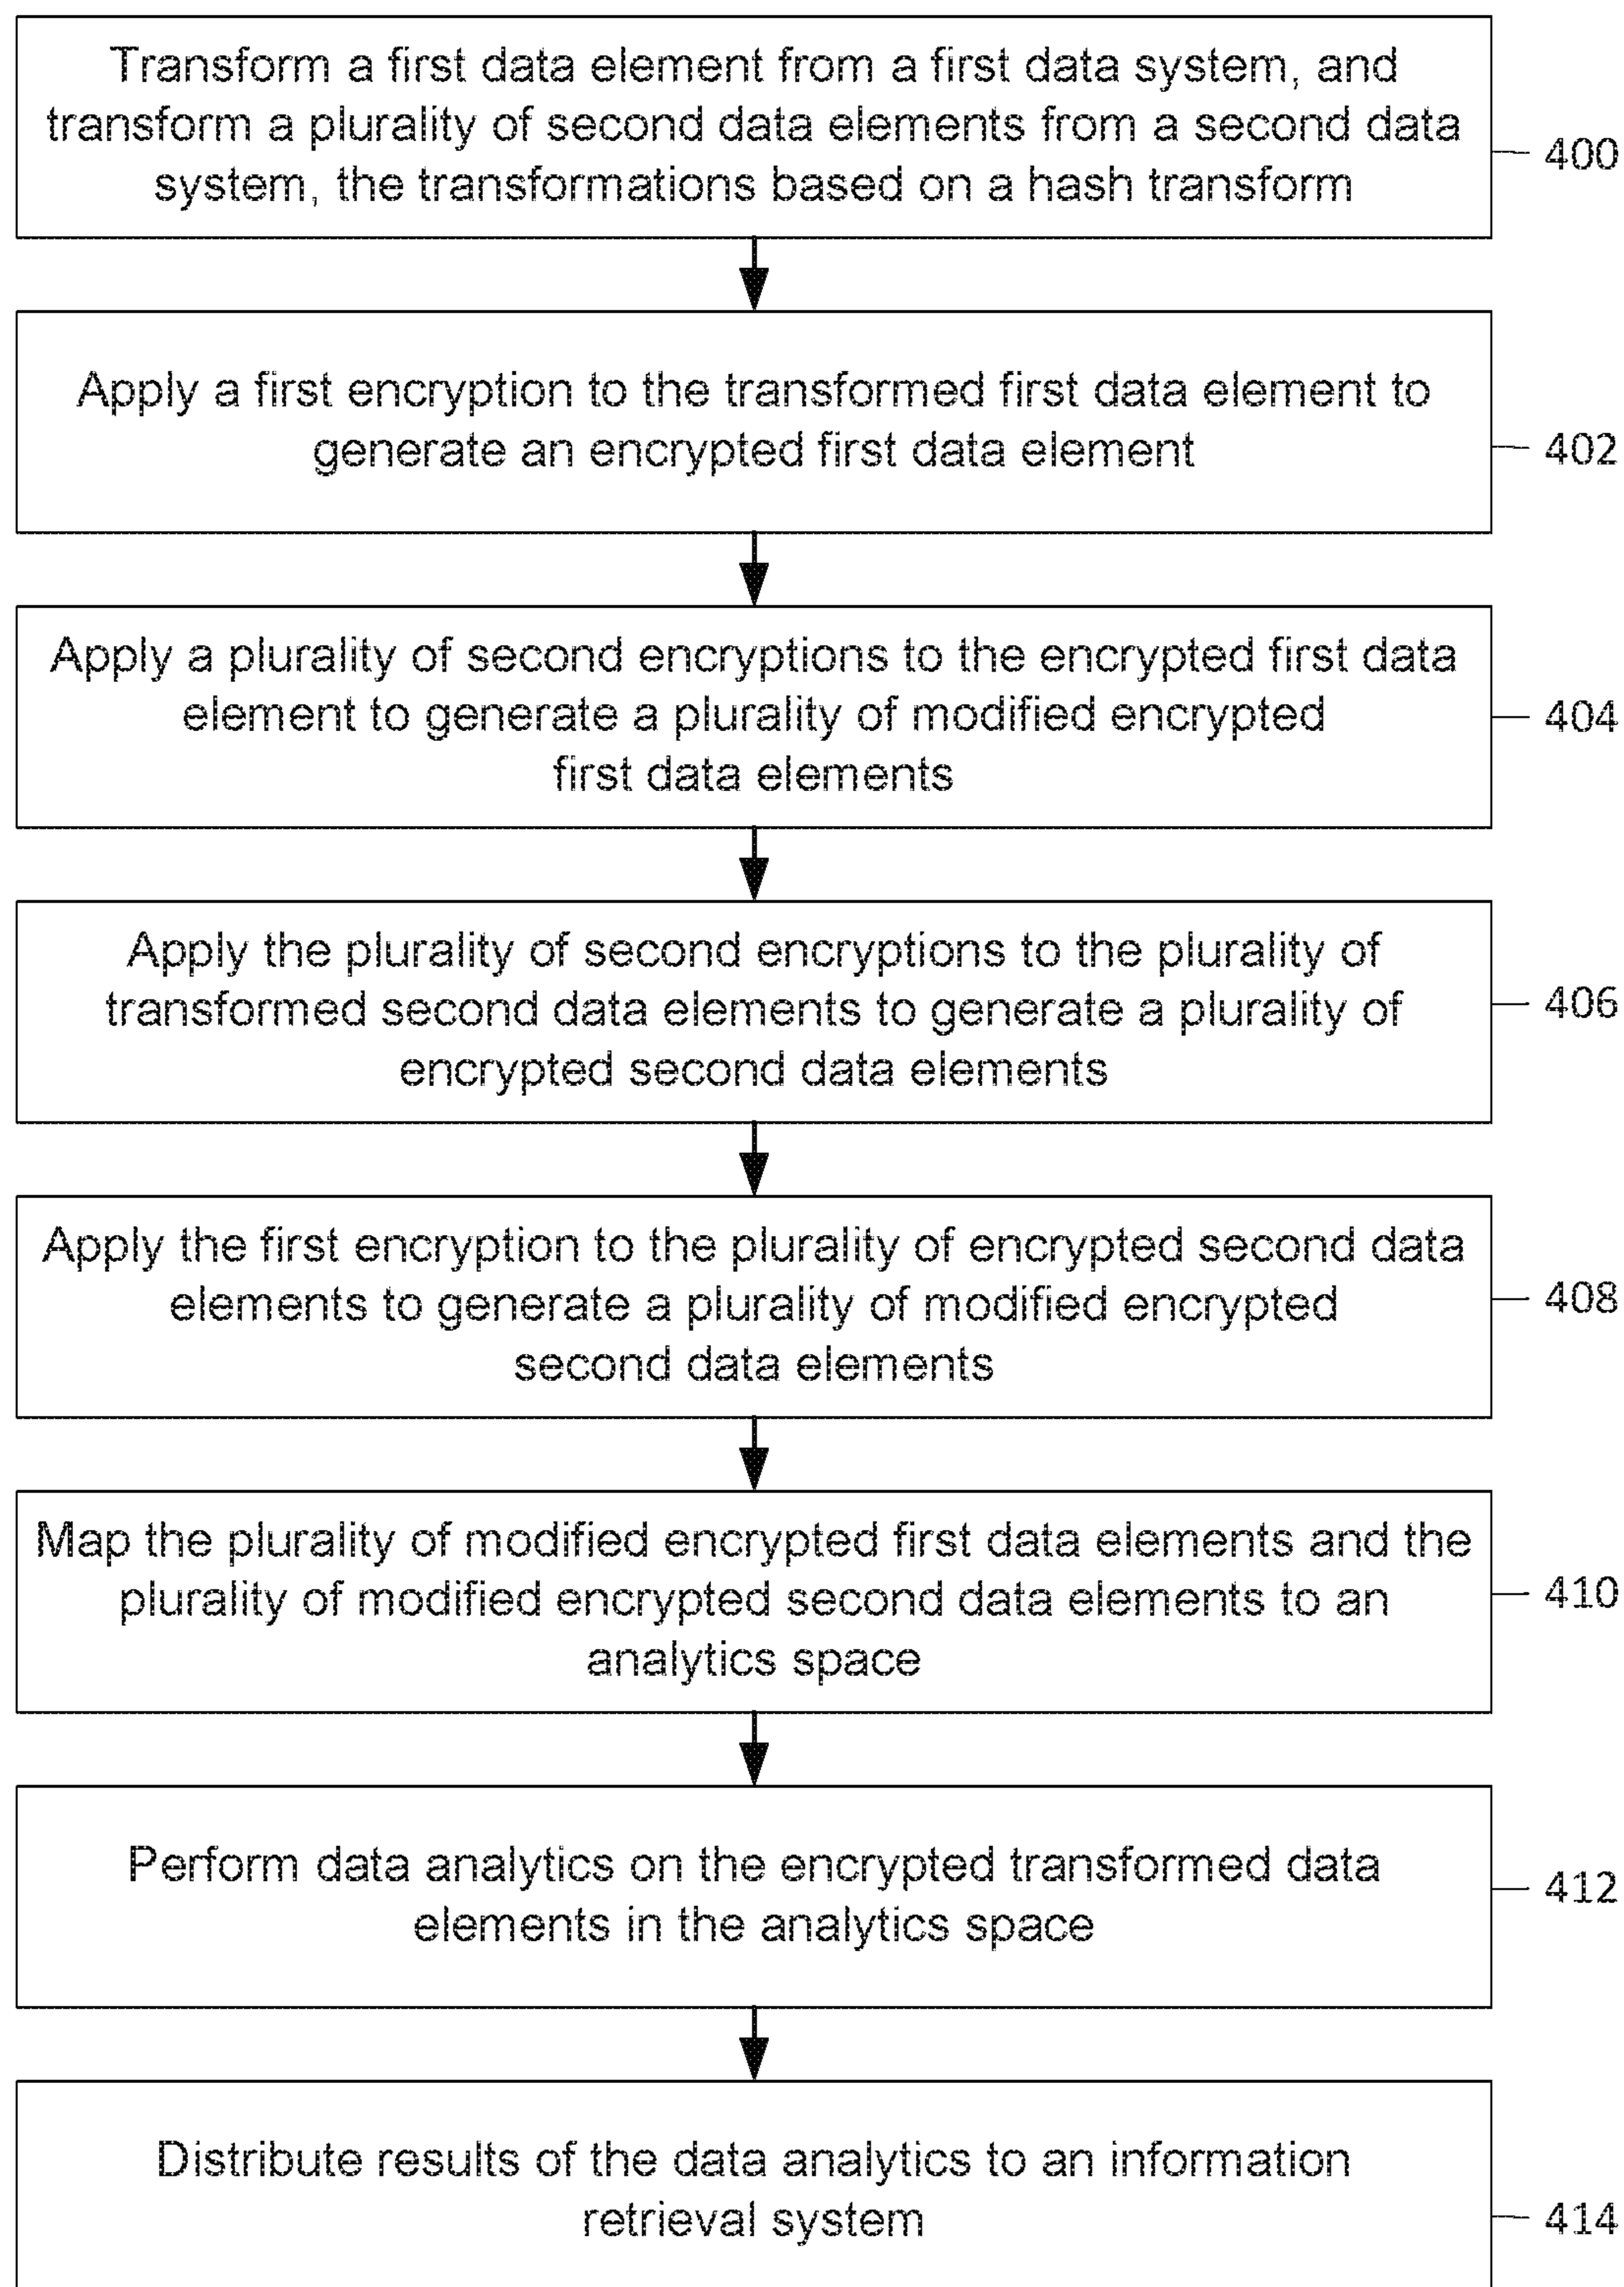 Transform a first data element from a first data system, and
transform a plurality of second data elements from a second data
system, the transformations based on a hash transform
400
Apply a first encryption to the transformed first data element to
generate an encrypted first data element
402
Apply a plurality of second encryptions to the encrypted first data
element to generate a plurality of modified encrypted
first data elements
404
Apply the plurality of second encryptions to the plurality of
transformed second data elements to generate a plurality of
encrypted second data elements
406
Apply the first encryption to the plurality of encrypted second data
elements to generate a plurality of modified encrypted
second data elements
408
Map the plurality of modified encrypted first data elements and the
plurality of modified encrypted second data elements to an
analytics space
410
Perform data analytics on the encrypted transformed data
elements in the analytics space
412
Distribute results of the data analytics to an information
retrieval system
414